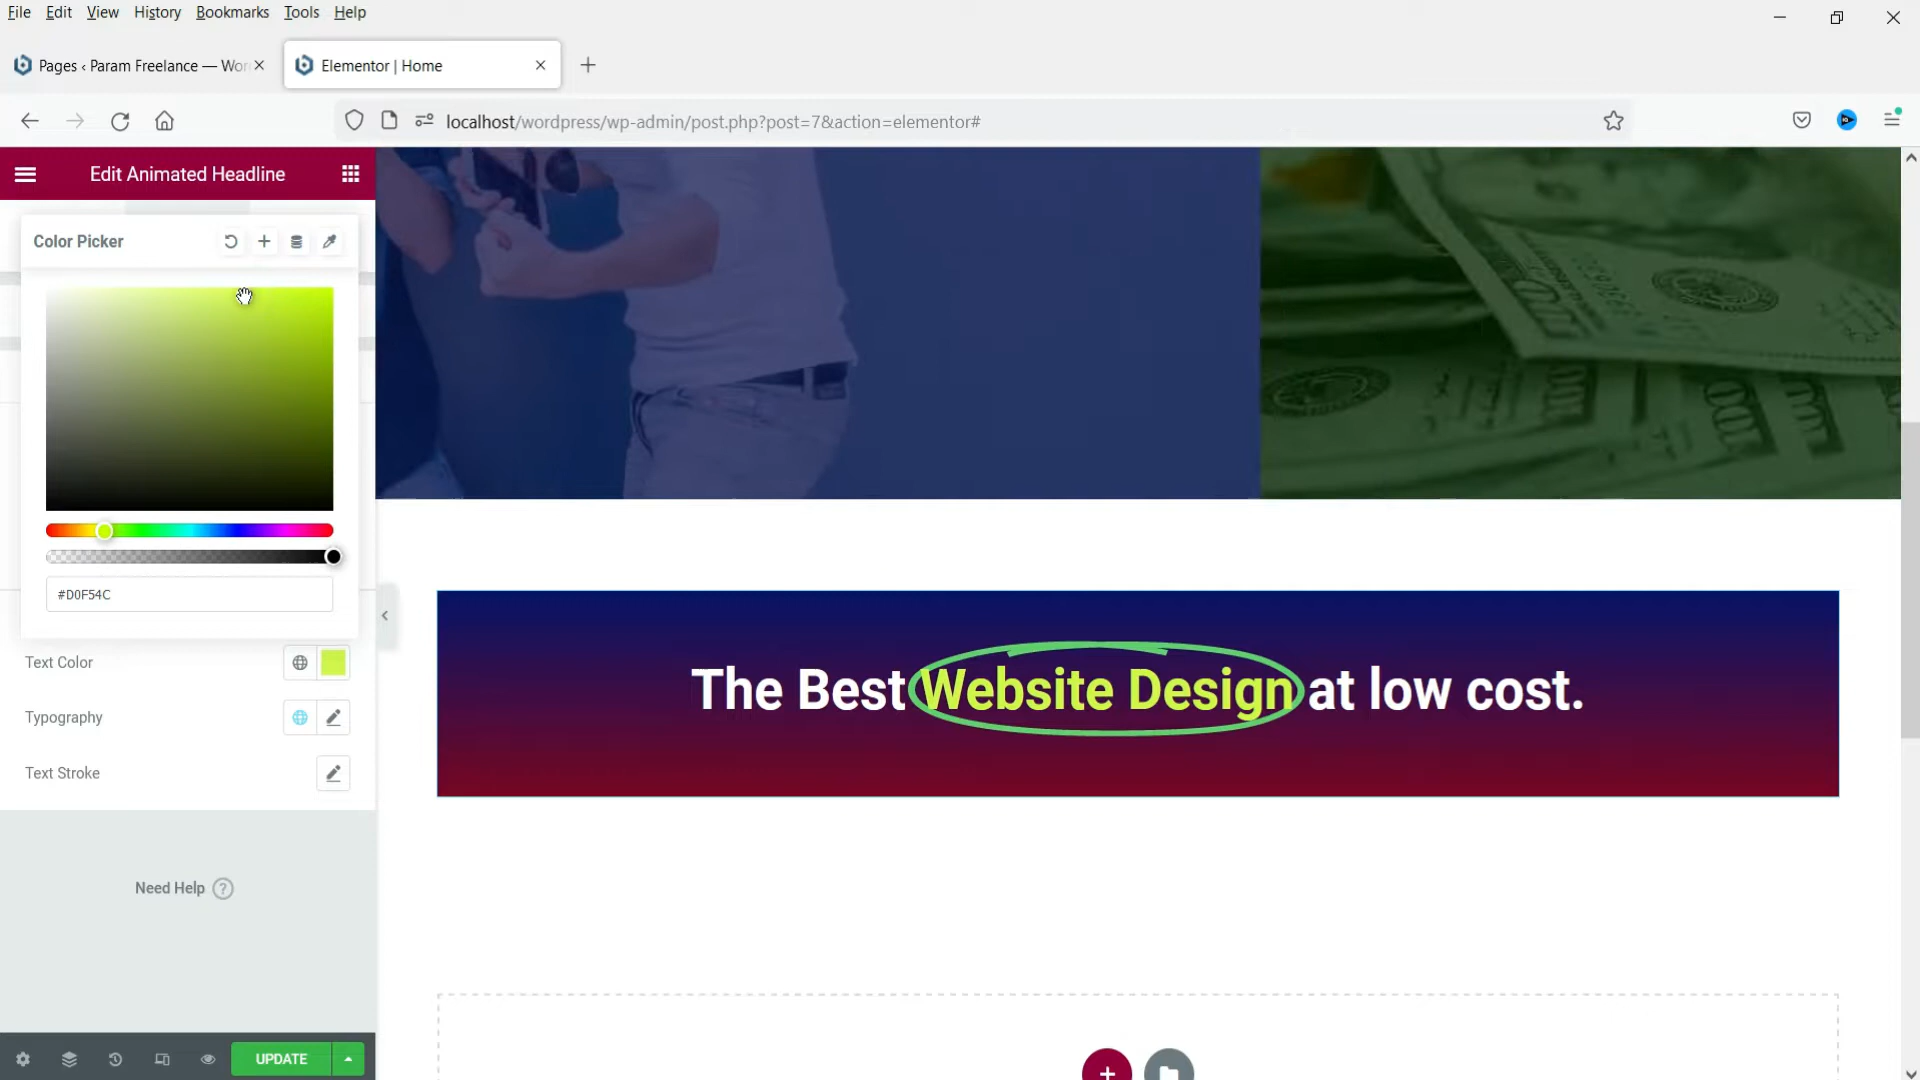 File Edit View History Bookmarks Tools Help
Pages ‹ Param Freelance — Wor
Elementor | Home
localhost/wordpress/wp-admin/post.php?post=7&action=elementor#
Edit Animated Headline
Color Picker
#D0F54C
Text Color
Typography
Text Stroke
Need Help ?
UPDATE
The Best Website Design at low cost.